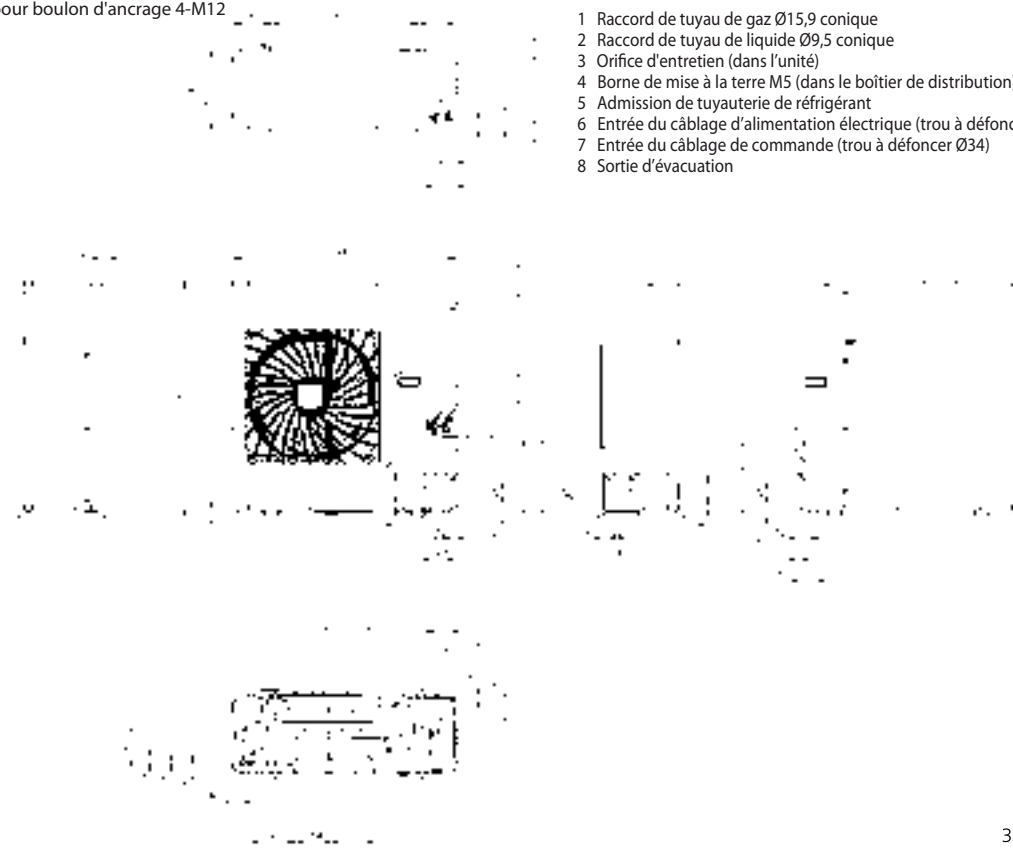 pour boulon d'ancrage 4-M12
1 Raccord de tuyau de gaz Ø15,9 conique
2 Raccord de tuyau de liquide Ø9,5 conique
3 Orifice d'entretien (dans l’unité)
4 Borne de mise à la terre M5 (dans le boîtier de distribution)
5 Admission de tuyauterie de réfrigérant
6 Entrée du câblage d’alimentation électrique (trou à
7 Entrée du câblage de commande (trou à défoncer Ø34)
8 Sortie d’évacuation
3